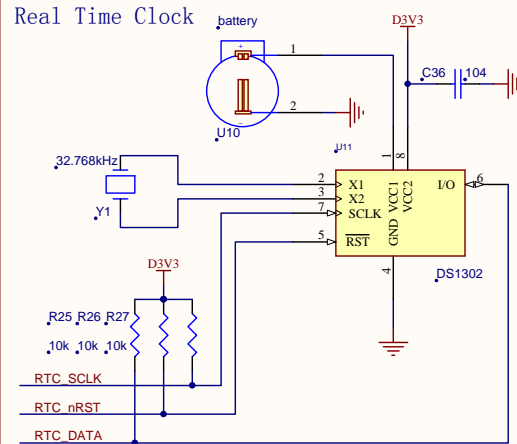 Real Time Clock
battery
D3V3
+
1
C36
104
2
-
U10
U11
32.768kHz
1
8
2
X1
VCC1
VCC2
I/O
6
3
X2
Y1
7
SCLK
5
RST
GND
4
DS1302
D3V3
R25
R26
R27
10k
10k
10k
RTC_SCLK
RTC_nRST
RTC_DATA